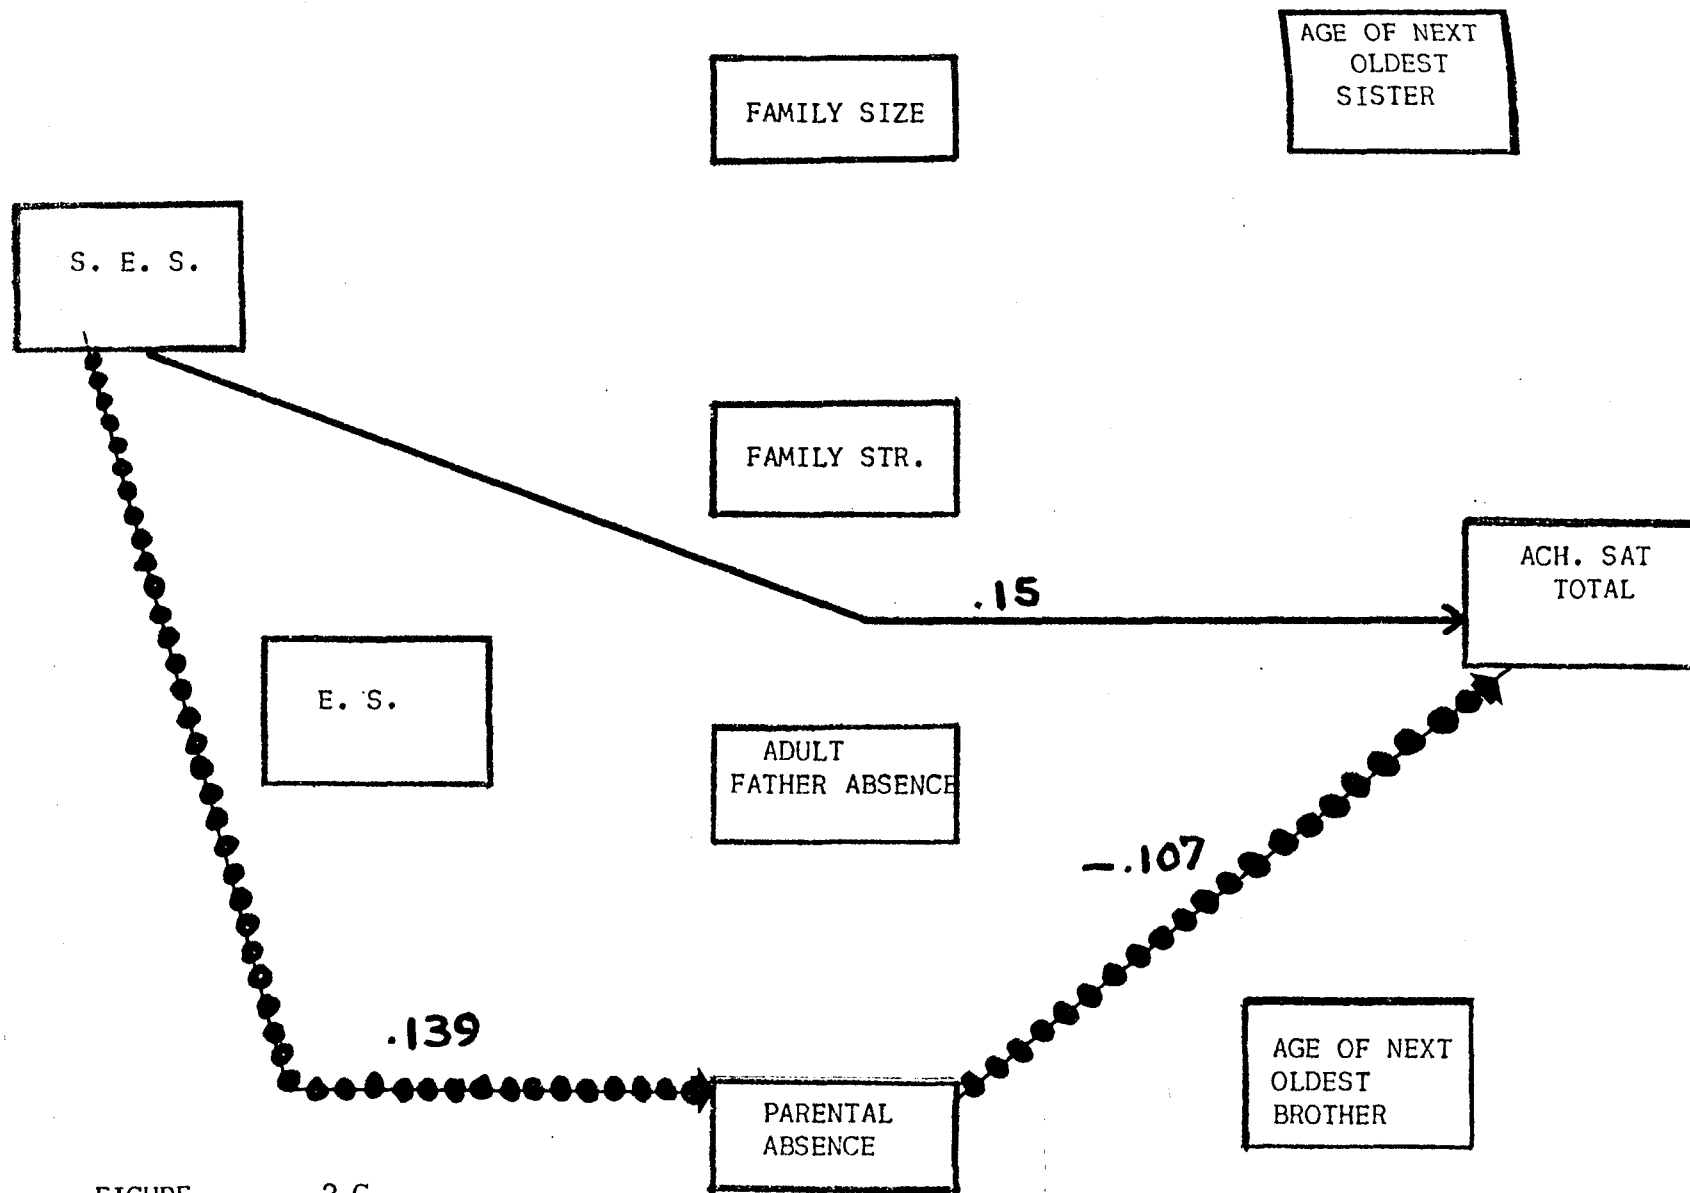 AGE OF NEXT
OLDEST
SISTER
FAMILY SIZE
S. E. S.
FAMILY STR.
ACH. SAT
TOTAL
.15
E. S.
ADULT
FATHER ABSENCE
-.107
.139
AGE OF NEXT
OLDEST
BROTHER
PARENTAL
ABSENCE
FIGURE